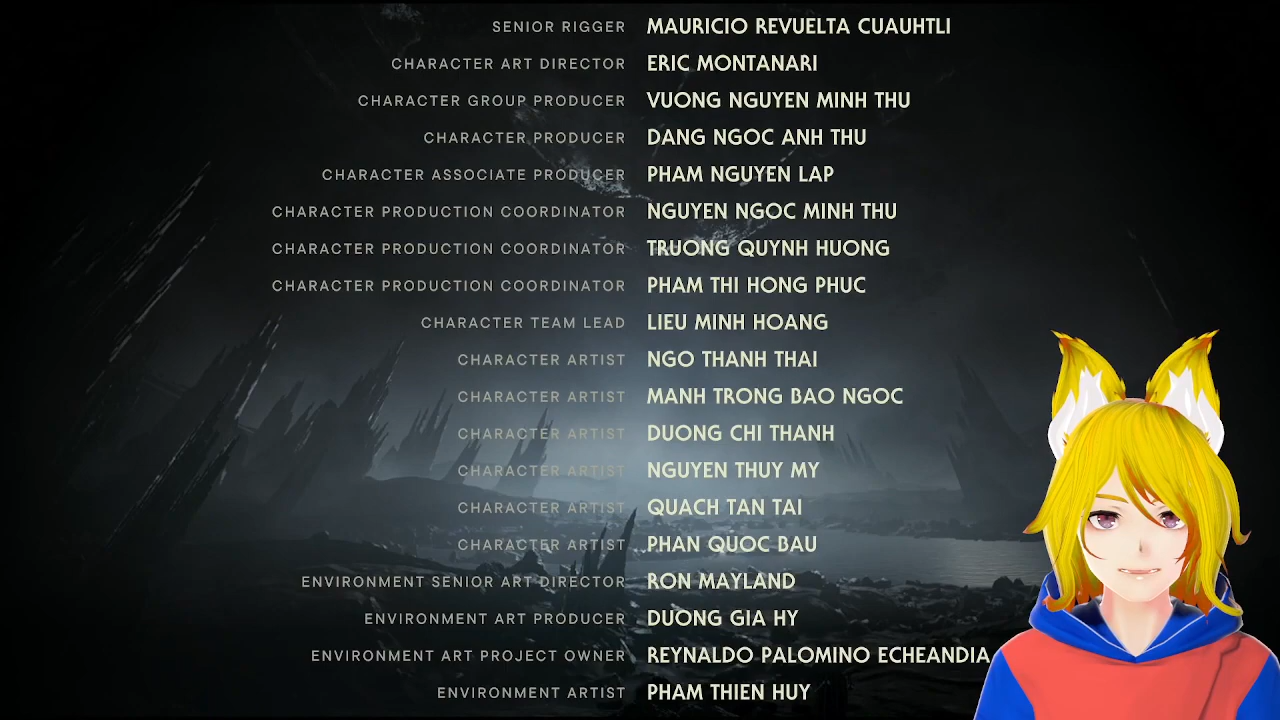 SENIOR RIGGER MAURICIO REVUELTA CUAUHTLI
CHARACTER ART DIRECTOR ERIC MONTANARI
CHARACTER GROUP PRODUCER VUONG NGUYEN MINH THU
CHARACTER PRODUCER DANG NGOC ANH THU
CHARACTER ASSOCIATE PRODUCER PHAM NGUYEN LAP
CHARACTER PRODUCTION COORDINATOR NGUYEN NGOC MINH THU
CHARACTER PRODUCTION COORDINATOR TRUONG QUYNH HUONG
CHARACTER PRODUCTION COORDINATOR PHAM THI HONG PHUC
CHARACTER TEAM LEAD LIEU MINH HOANG
CHARACTER ARTIST NGO THANH THAI
CHARACTER ARTIST MANH TRONG BAO NGOC
CHARACTER ARTIST DUONG CHI THANH
CHARACTER ARTIST NGUYEN THUY MY
CHARACTER ARTIST QUACH TAN TAI
CHARACTER ARTIST PHAN QUOC BAU
ENVIRONMENT SENIOR ART DIRECTOR RON MAYLAND
ENVIRONMENT ART PRODUCER DUONG GIA HY
ENVIRONMENT ART PROJECT OWNER REYNALDO PALOMINO ECHEANDIA
ENVIRONMENT ARTIST PHAM THIEN HUY